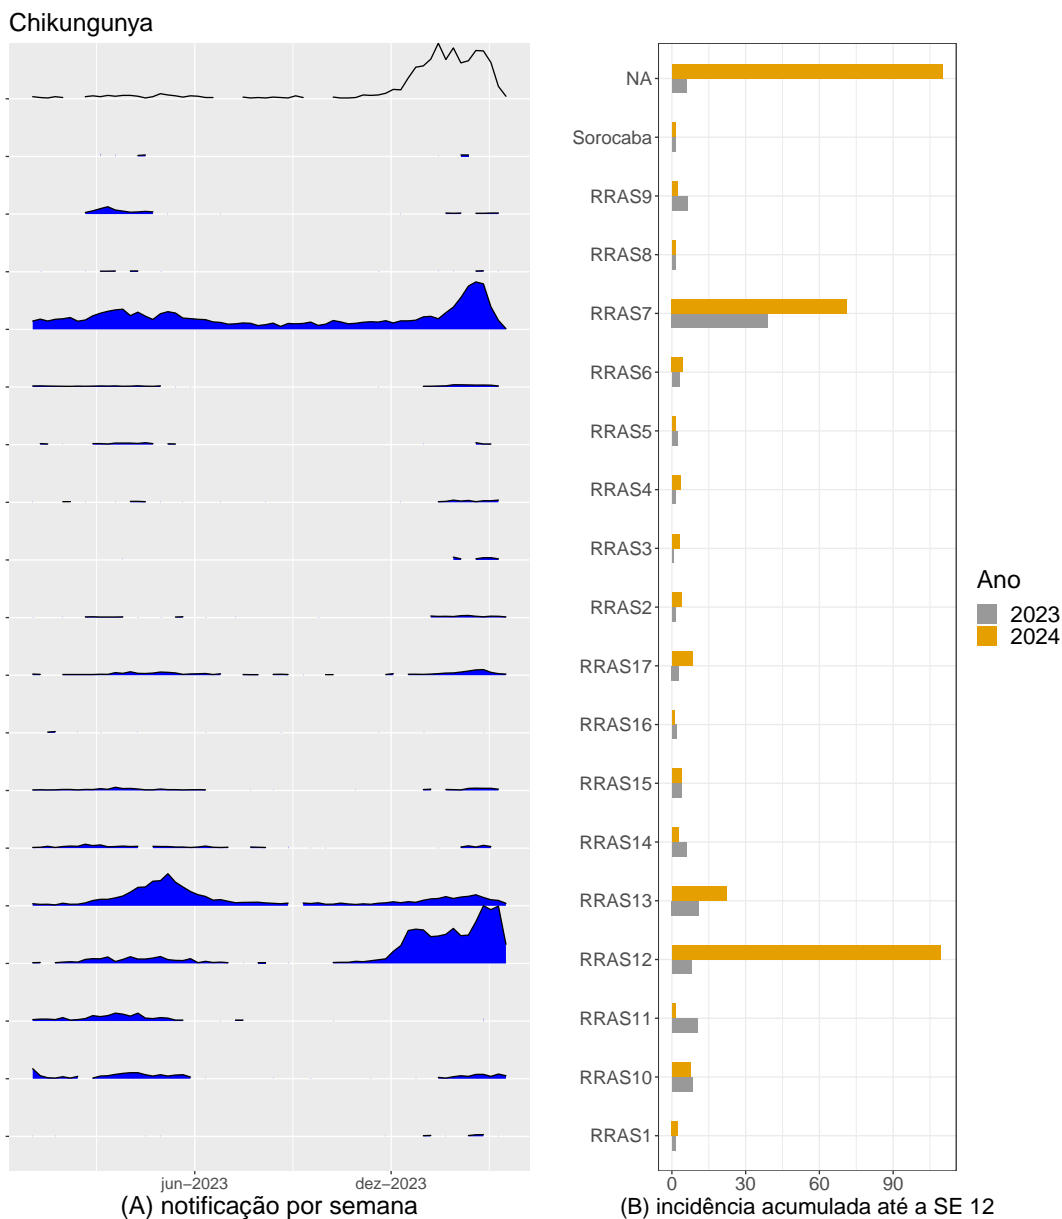 Chikungunya
NA
Sorocaba
RRAS9
RRAS8
RRAS7
RRAS6
RRAS5
RRAS4
RRAS3
RRAS2
RRAS17
RRAS16
RRAS15
RRAS14
RRAS13
RRAS12
RRAS11
RRAS10
RRAS1
Ano
2023
2024
jun–2023 dez–2023
0 30 60 90
(A) notificação por semana
(B) incidência acumulada até a SE 12